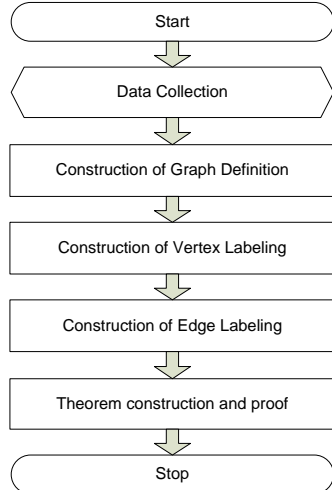 Start
Data Collection
Construction of Graph Definition
Construction of Vertex Labeling
Construction of Edge Labeling
Theorem construction and proof
Stop